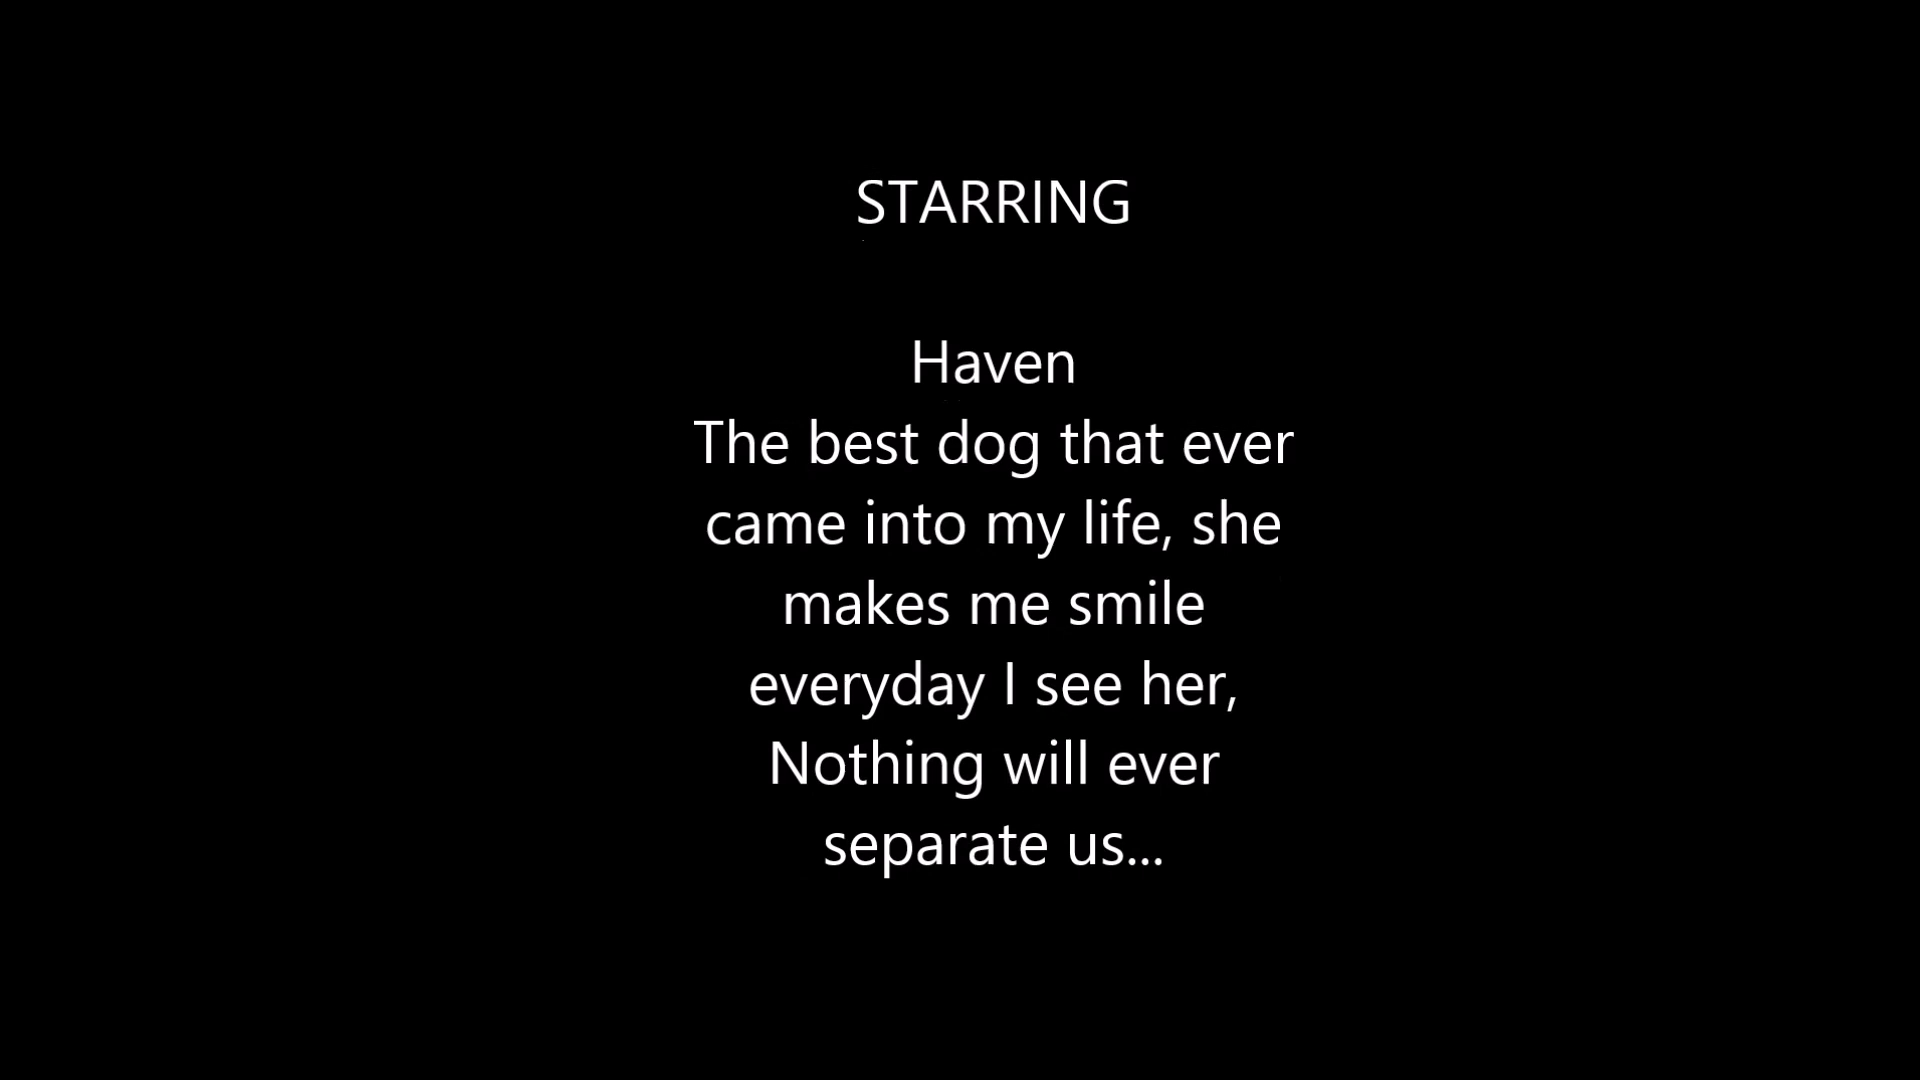 STARRING
Haven
The best dog that ever
came into my life, she
makes me smile
everyday I see her,
Nothing will ever
separate us...